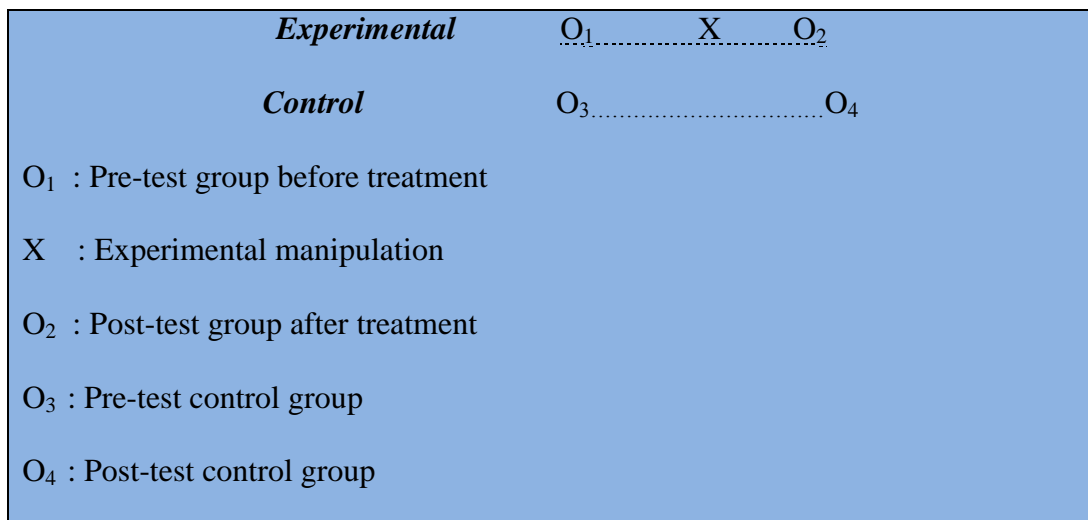 Experimental O₁ X O₂
Control O₃................................O₄
O₁ : Pre-test group before treatment
X : Experimental manipulation
O₂ : Post-test group after treatment
O₃ : Pre-test control group
O₄ : Post-test control group